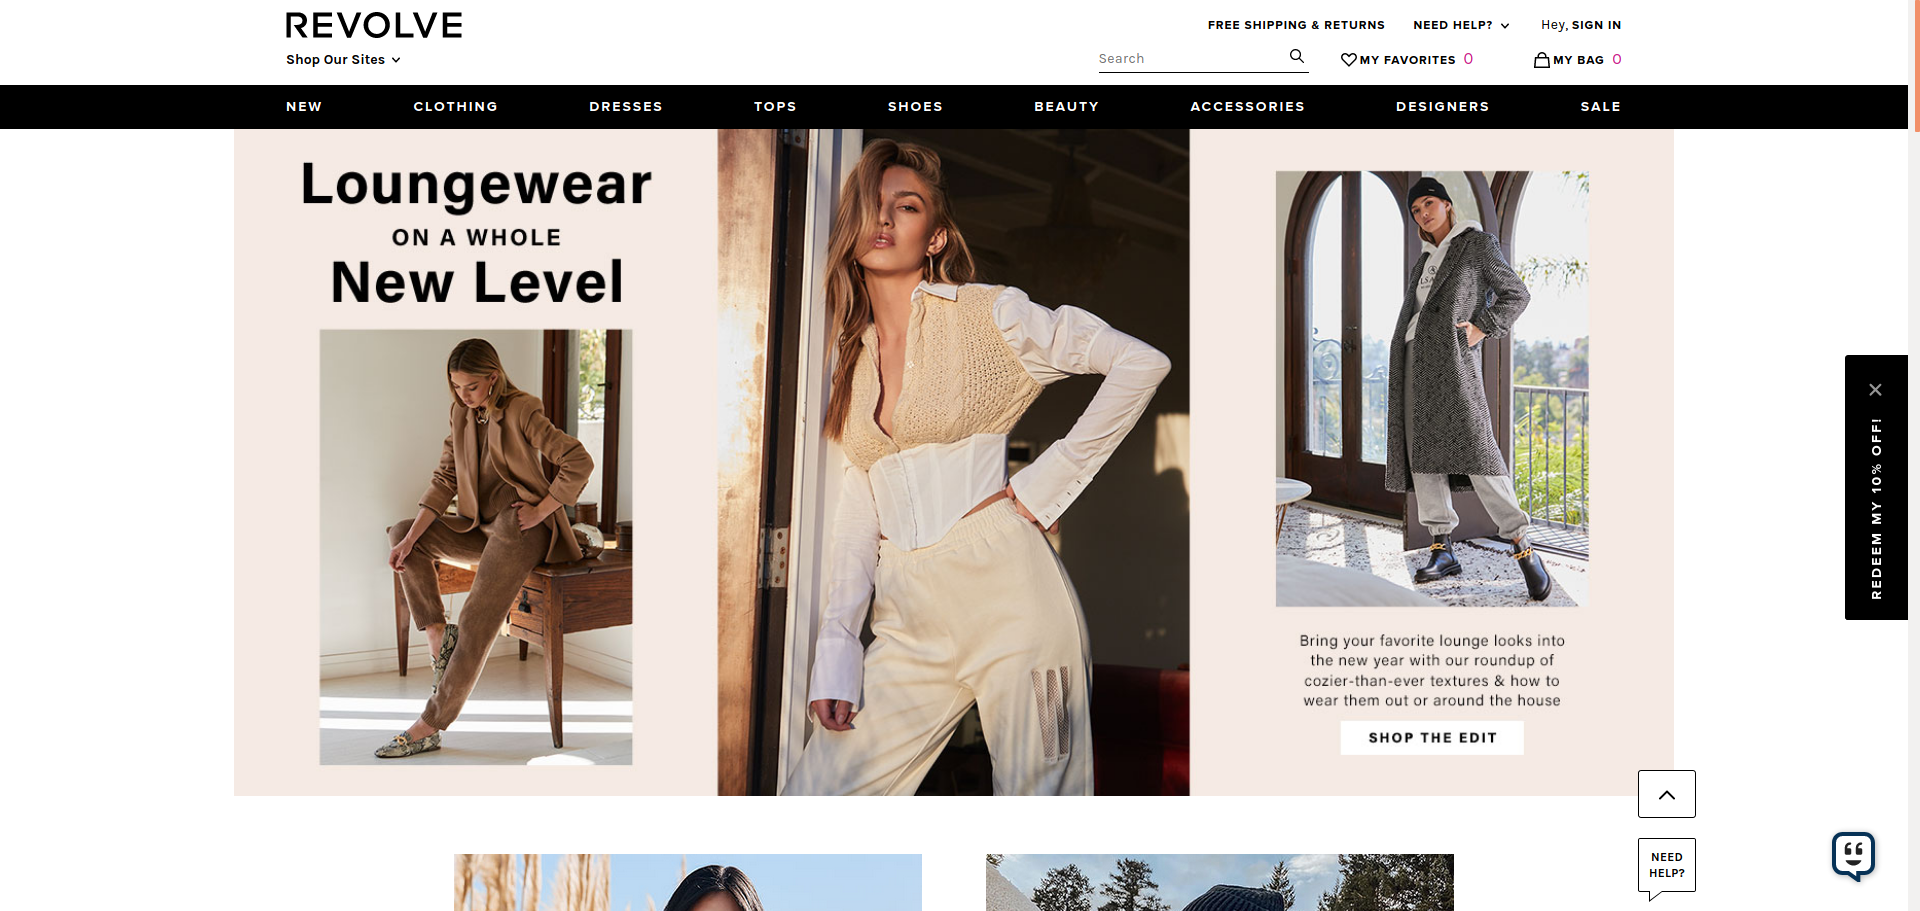 REVOLVE
FREE SHIPPING & RETURNS
NEED HELP?
Hey, SIGN IN
Shop Our Sites
Search
MY FAVORITES 0
MY BAG 0
NEW
CLOTHING
DRESSES
TOPS
SHOES
BEAUTY
ACCESSORIES
DESIGNERS
SALE
Loungewear
ON A WHOLE
New Level
Bring your favorite lounge looks into
the new year with our roundup of
cozier-than-ever textures & how to
wear them out or around the house
SHOP THE EDIT
REDEEM MY 10% OFF!
NEED
HELP?